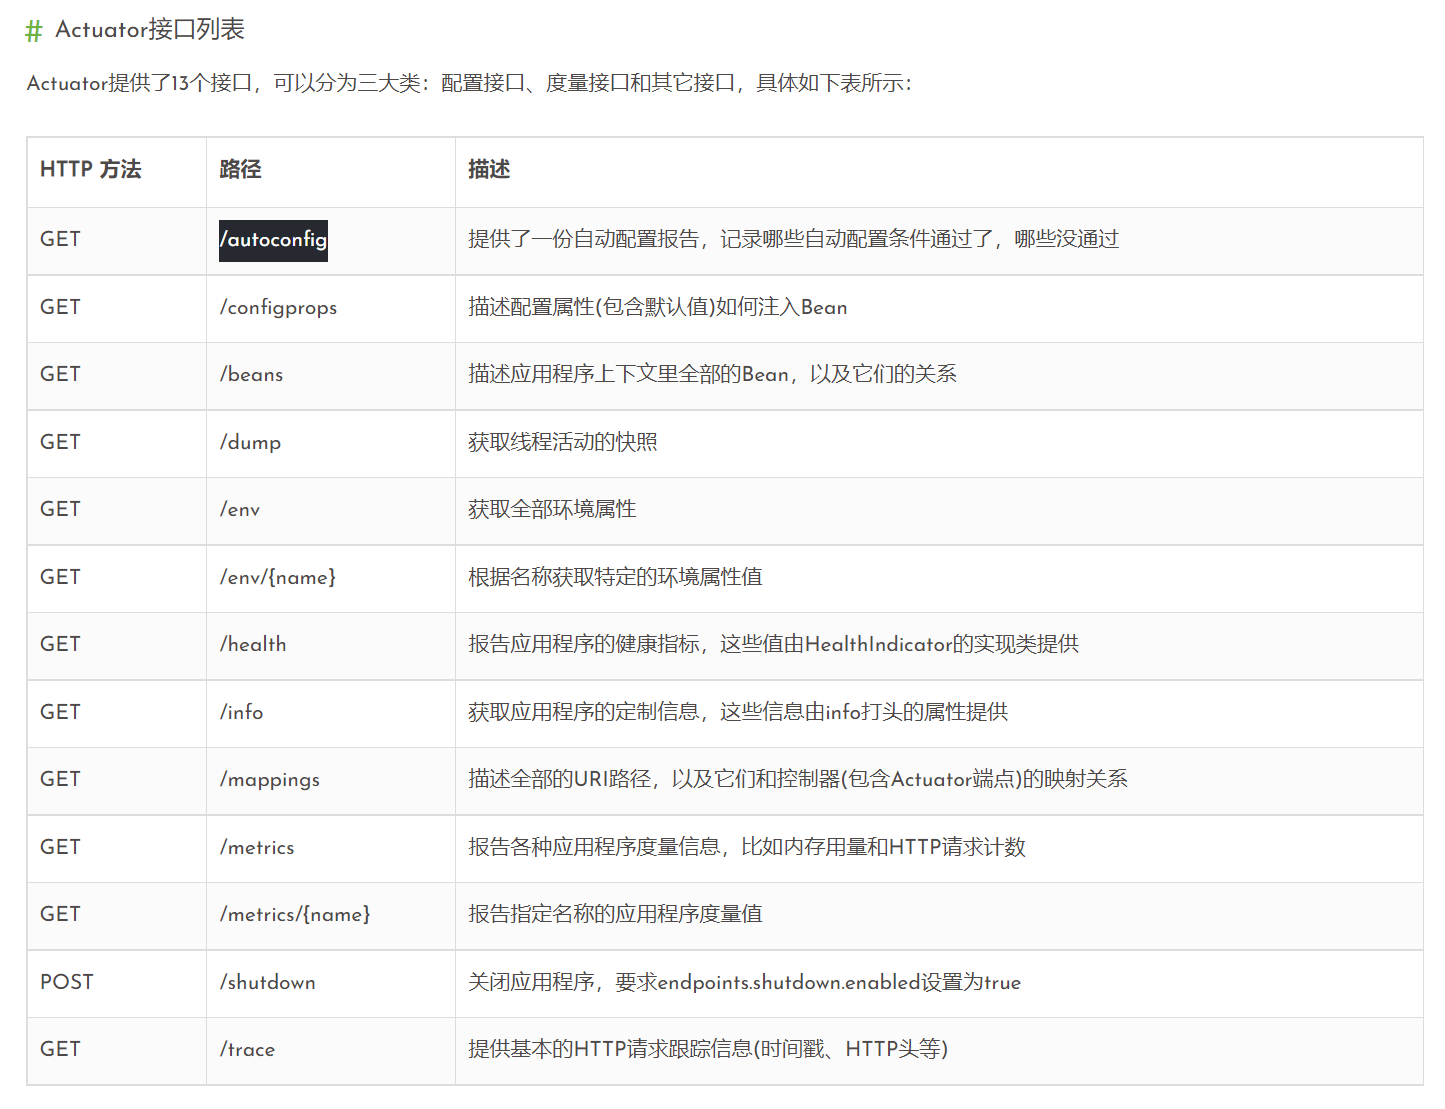 # Actuator接口列表
Actuator提供了13个接口，可以分为三大类：配置接口、度量接口和其它接口，具体如下表所示：
HTTP 方法 路径 描述
GET /autoconfig 提供了一份自动配置报告，记录哪些自动配置条件通过了，哪些没通过
GET /configprops 描述配置属性(包含默认值)如何注入Bean
GET /beans 描述应用程序上下文里全部的Bean，以及它们的关系
GET /dump 获取线程活动的快照
GET /env 获取全部环境属性
GET /env/{name} 根据名称获取特定的环境属性值
GET /health 报告应用程序的健康指标，这些值由HealthIndicator的实现类提供
GET /info 获取应用程序的定制信息，这些信息由info打头的属性提供
GET /mappings 描述全部的URI路径，以及它们和控制器(包含Actuator端点)的映射关系
GET /metrics 报告各种应用程序度量信息，比如内存用量和HTTP请求计数
GET /metrics/{name} 报告指定名称的应用程序度量值
POST /shutdown 关闭应用程序，要求endpoints.shutdown.enabled设置为true
GET /trace 提供基本的HTTP请求跟踪信息(时间戳、HTTP头等)